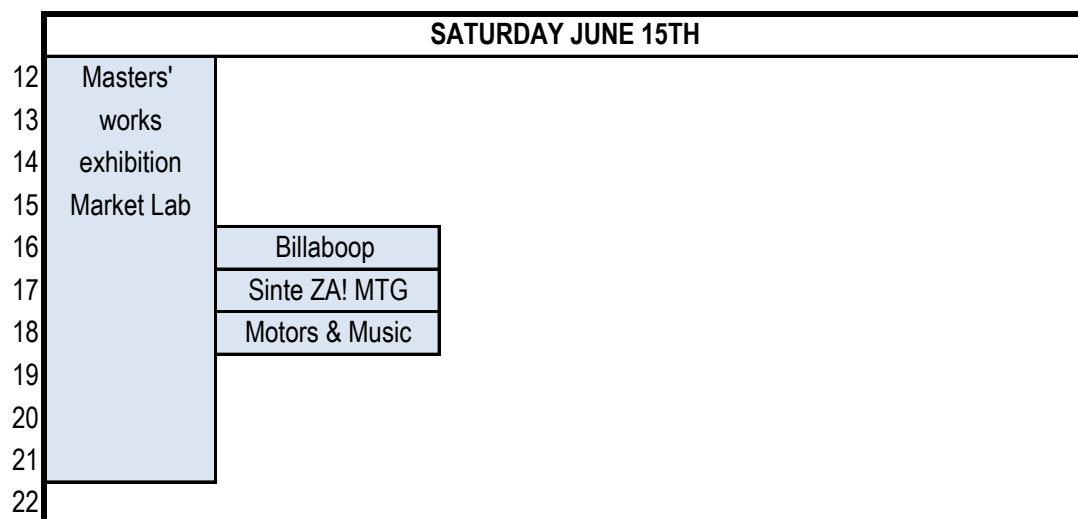 SATURDAY JUNE 15TH
12 Masters'
13 works
14 exhibition
15 Market Lab
16 Billaboop
17 Sinte ZA! MTG
18 Motors & Music
19
20
21
22